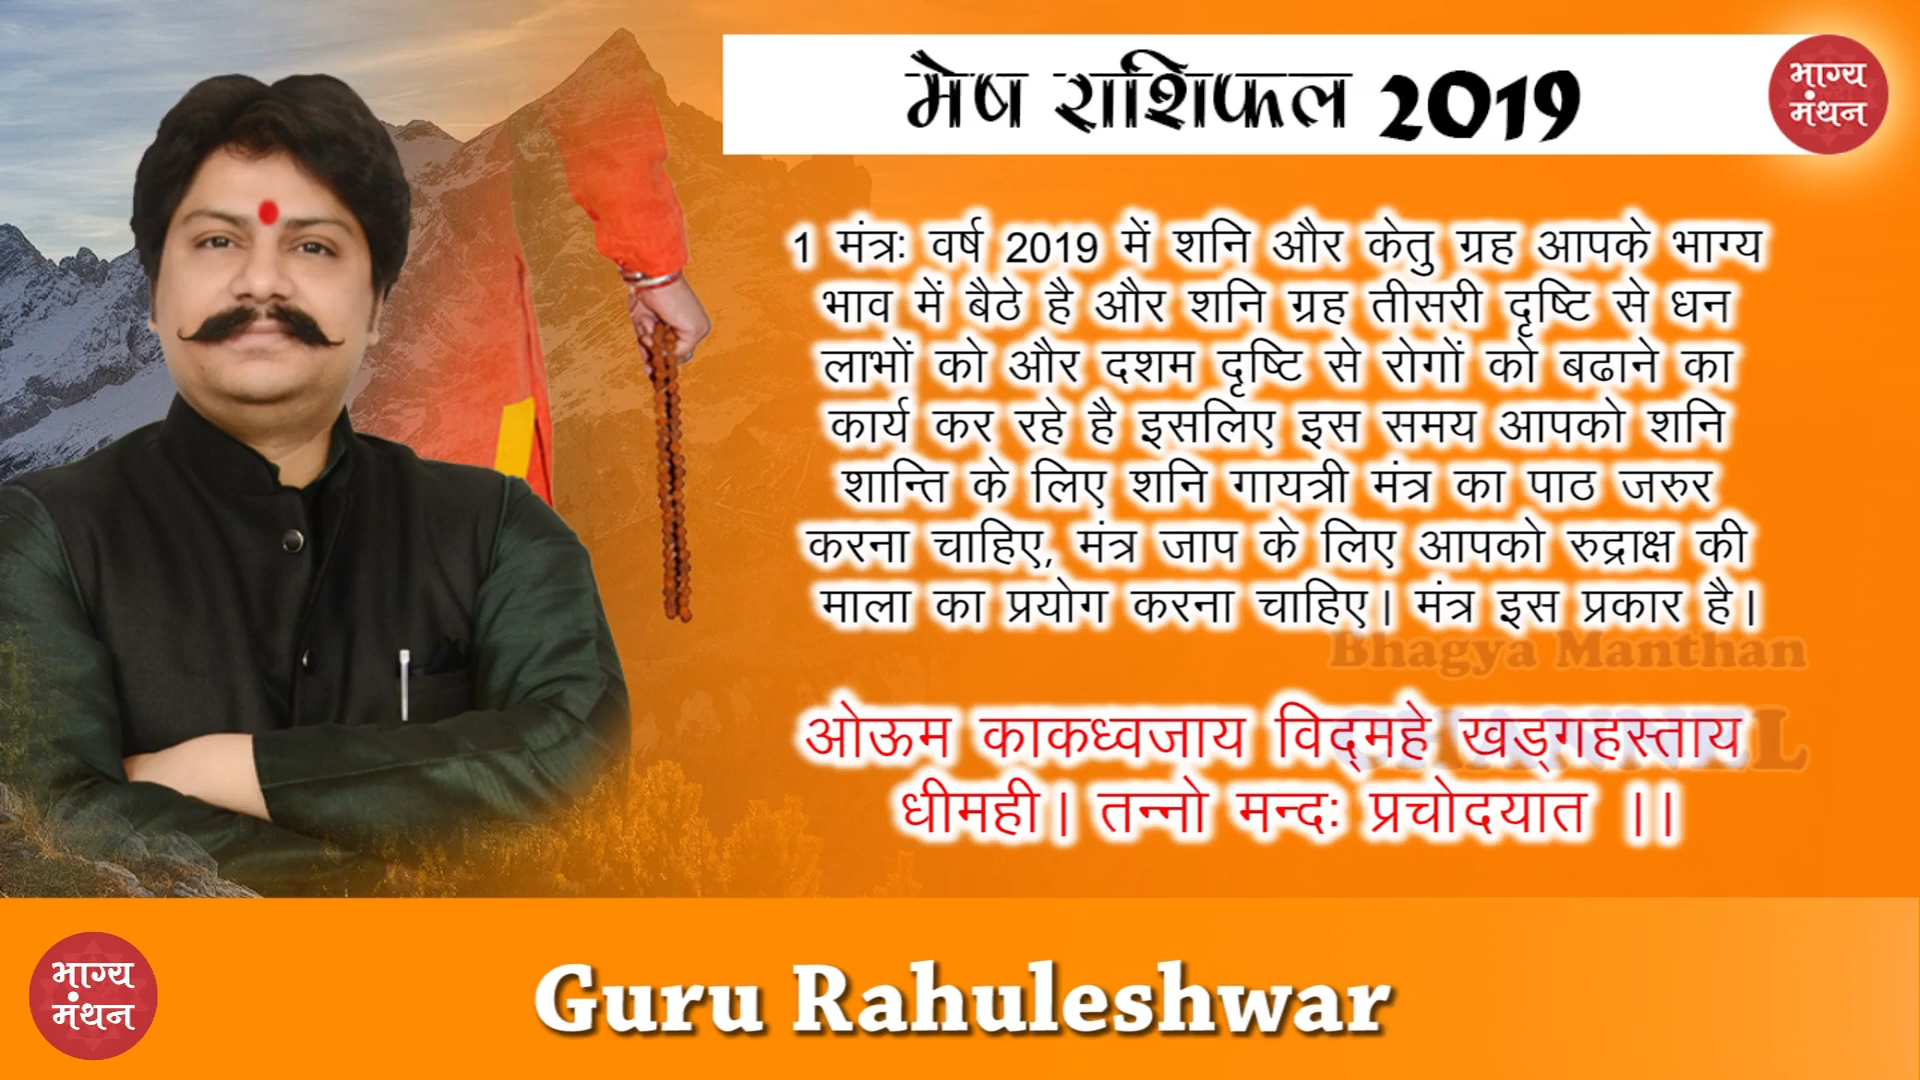 मेष राशिफल 2019
भाग्य
मंथन
1 मंत्रः वर्ष 2019 में शनि और केतु ग्रह आपके भाग्य
भाव में बैठे है और शनि ग्रह तीसरी दृष्टि से धन
लाभों को और दशम दृष्टि से रोगों को बढाने का
कार्य कर रहे है इसलिए इस समय आपको शनि
शान्ति के लिए शनि गायत्री मंत्र का पाठ जरुर
करना चाहिए, मंत्र जाप के लिए आपको रुद्राक्ष की
माला का प्रयोग करना चाहिए। मंत्र इस प्रकार है।
Bhagya Manthan
CHANNEL
ओऊम काकध्वजाय विद्महे खड्गहस्ताय
धीमही। तन्नो मन्दः प्रचोदयात ।।
भाग्य
मंथन
Guru Rahuleshwar